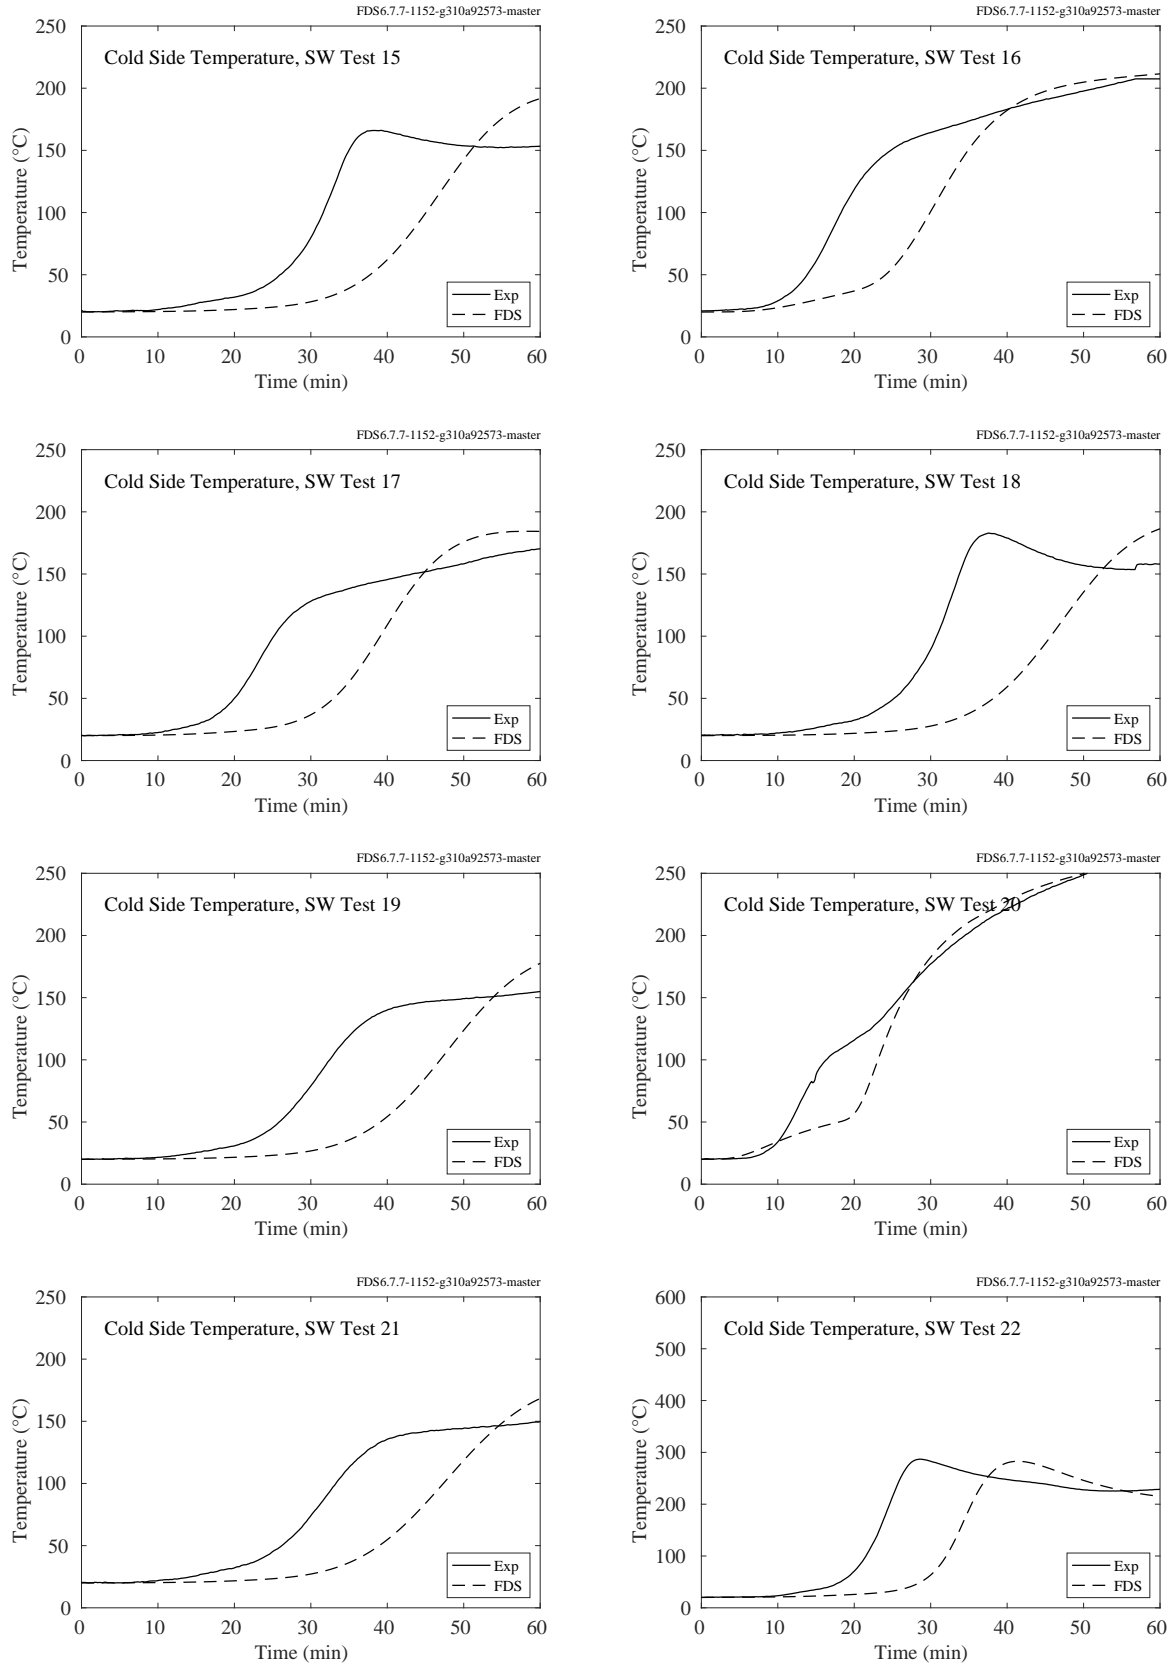 FDS6.7.7-1152-g310a92573-master
Cold Side Temperature, SW Test 15
Temperature (°C)
250
200
150
100
50
0
Exp
FDS
0 10 20 30 40 50 60
Time (min)
FDS6.7.7-1152-g310a92573-master
Cold Side Temperature, SW Test 16
Temperature (°C)
250
200
150
100
50
0
Exp
FDS
0 10 20 30 40 50 60
Time (min)
FDS6.7.7-1152-g310a92573-master
Cold Side Temperature, SW Test 17
Temperature (°C)
250
200
150
100
50
0
Exp
FDS
0 10 20 30 40 50 60
Time (min)
FDS6.7.7-1152-g310a92573-master
Cold Side Temperature, SW Test 18
Temperature (°C)
250
200
150
100
50
0
Exp
FDS
0 10 20 30 40 50 60
Time (min)
FDS6.7.7-1152-g310a92573-master
Cold Side Temperature, SW Test 19
Temperature (°C)
250
200
150
100
50
0
Exp
FDS
0 10 20 30 40 50 60
Time (min)
FDS6.7.7-1152-g310a92573-master
Cold Side Temperature, SW Test 20
Temperature (°C)
250
200
150
100
50
0
Exp
FDS
0 10 20 30 40 50 60
Time (min)
FDS6.7.7-1152-g310a92573-master
Cold Side Temperature, SW Test 21
Temperature (°C)
250
200
150
100
50
0
Exp
FDS
0 10 20 30 40 50 60
Time (min)
FDS6.7.7-1152-g310a92573-master
Cold Side Temperature, SW Test 22
Temperature (°C)
600
500
400
300
200
100
0
Exp
FDS
0 10 20 30 40 50 60
Time (min)